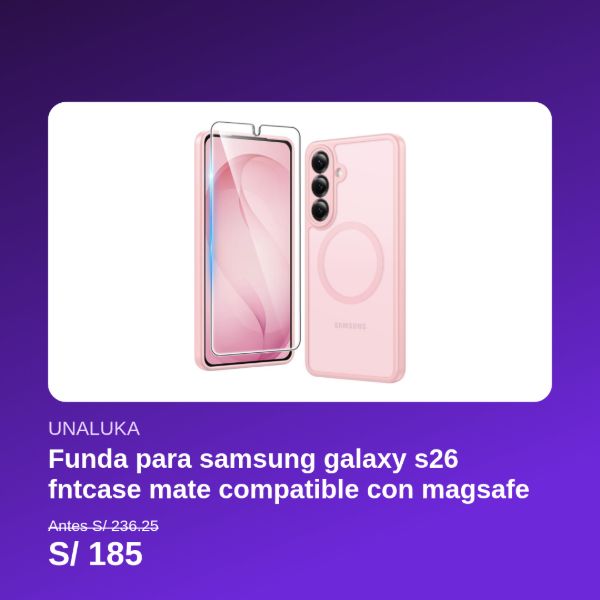 SAMSUNG
UNALUKA
Funda para samsung galaxy s26
fntcase mate compatible con magsafe
Antes S/ 236.25
S/ 185